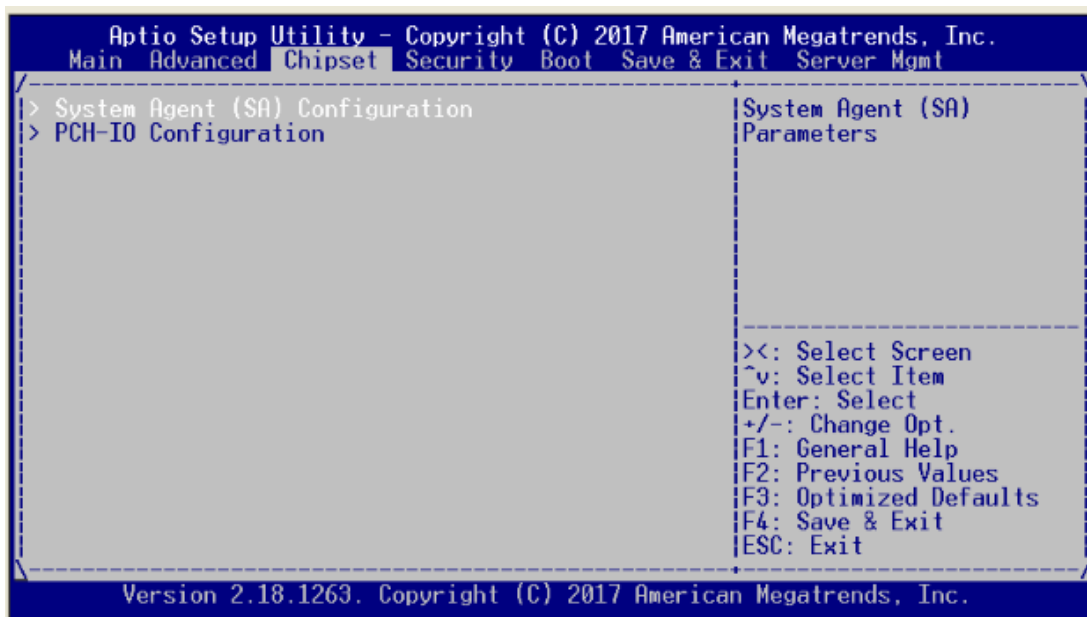 Aptio Setup Utility - Copyright (C) 2017 American Megatrends, Inc.
Main Advanced Chipset Security Boot Save & Exit Server Mgmt
> System Agent (SA) Configuration
> PCH-IO Configuration
System Agent (SA)
Parameters
><: Select Screen
^v: Select Item
Enter: Select
+/-: Change Opt.
F1: General Help
F2: Previous Values
F3: Optimized Defaults
F4: Save & Exit
ESC: Exit
Version 2.18.1263. Copyright (C) 2017 American Megatrends, Inc.